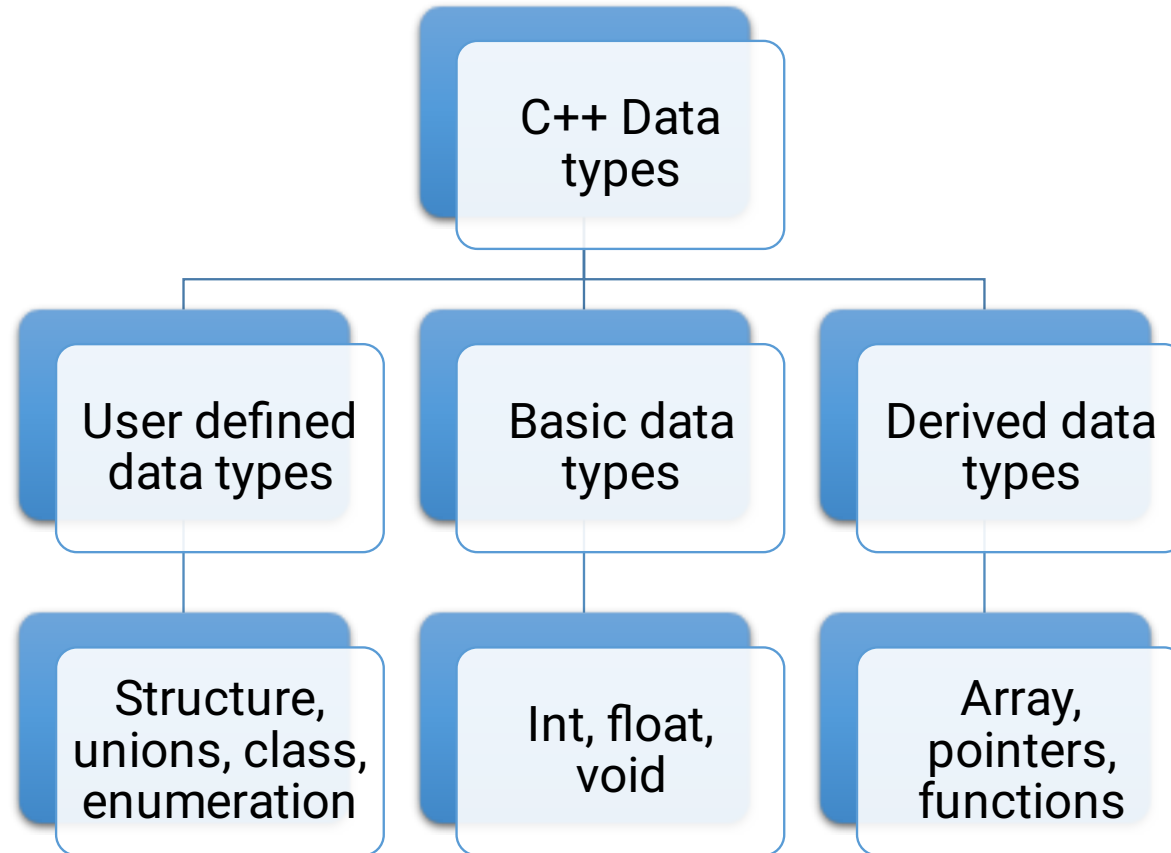 C++ Data
types
User defined
data types
Basic data
types
Derived data
types
Structure,
unions, class,
enumeration
Int, float,
void
Array,
pointers,
functions